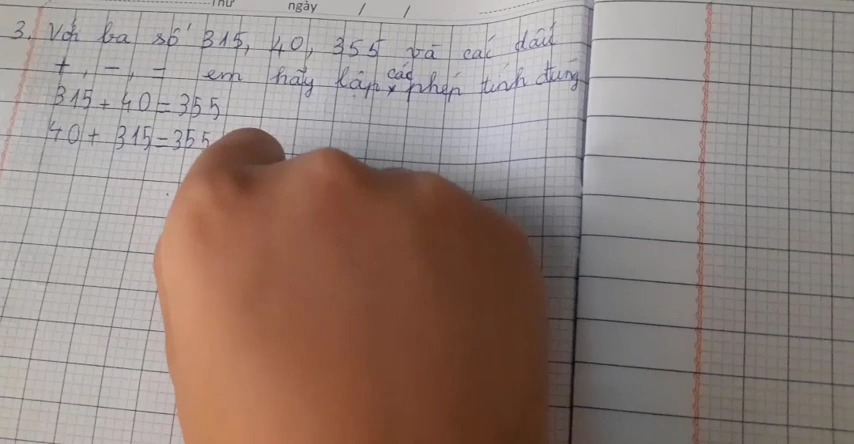 Thứ ngày / /
3. Với ba số 315, 40, 355 và các dấu
+, -, = em hãy lập các phép tính đúng
315 + 40 = 355
40 + 315 = 355